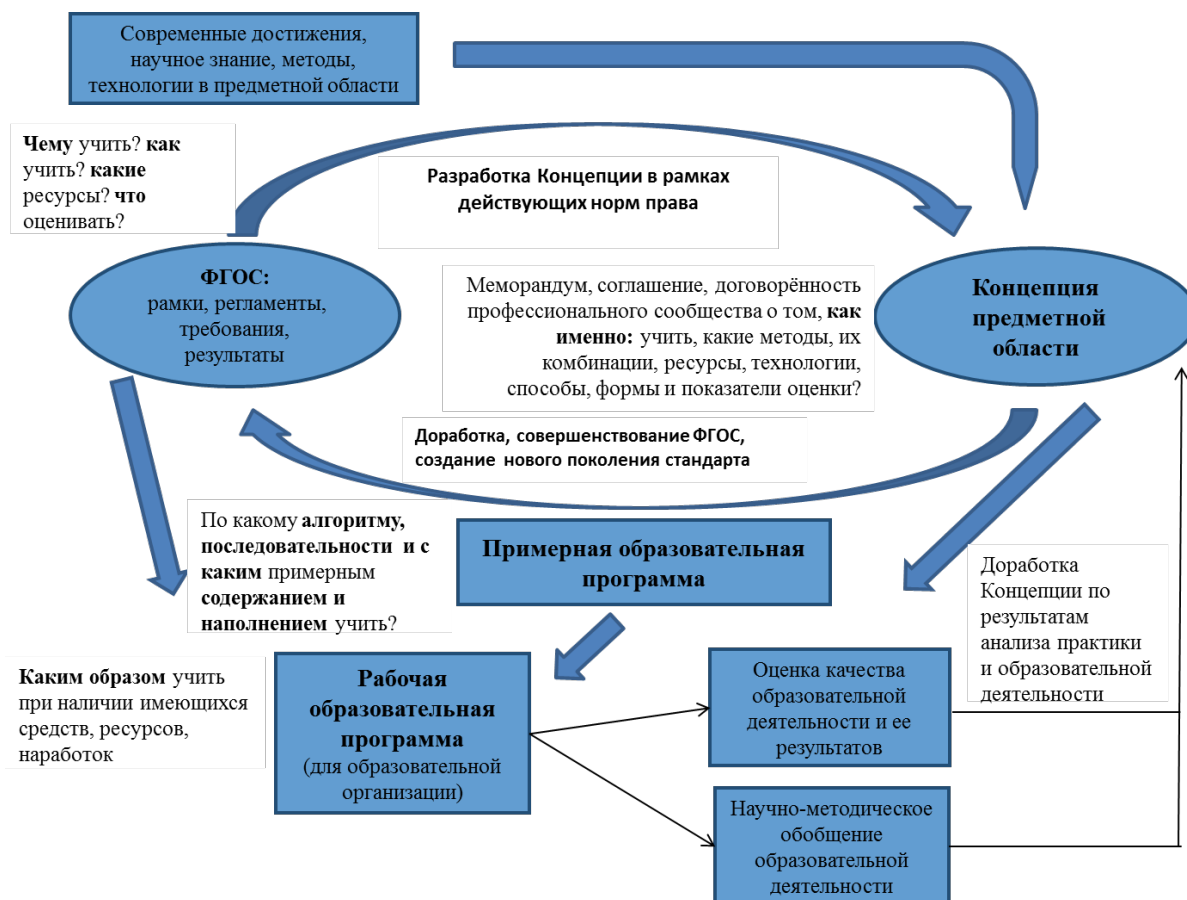 Современные достижения,
научное знание, методы,
технологии в предметной области
Чему учить? как
учить? какие
ресурсы? что
оценивать?
Разработка Концепции в рамках
действующих норм права
ФГОС:
рамки, регламенты,
требования,
результаты
Меморандум, соглашение, договорённость
профессионального сообщества о том, как
именно: учить, какие методы, их
комбинации, ресурсы, технологии,
способы, формы и показатели оценки?
Концепция
предметной
области
Доработка, совершенствование ФГОС,
создание нового поколения стандарта
По какому алгоритму,
последовательности и с
каким примерным
содержанием и
наполнением учить?
Примерная образовательная
программа
Доработка
Концепции по
результатам
анализа практики
и образовательной
деятельности
Каким образом учить
при наличии имеющихся
средств, ресурсов,
наработок
Рабочая
образовательная
программа
(для образовательной
организации)
Оценка качества
образовательной
деятельности и ее
результатов
Научно-методическое
обобщение
образовательной
деятельности